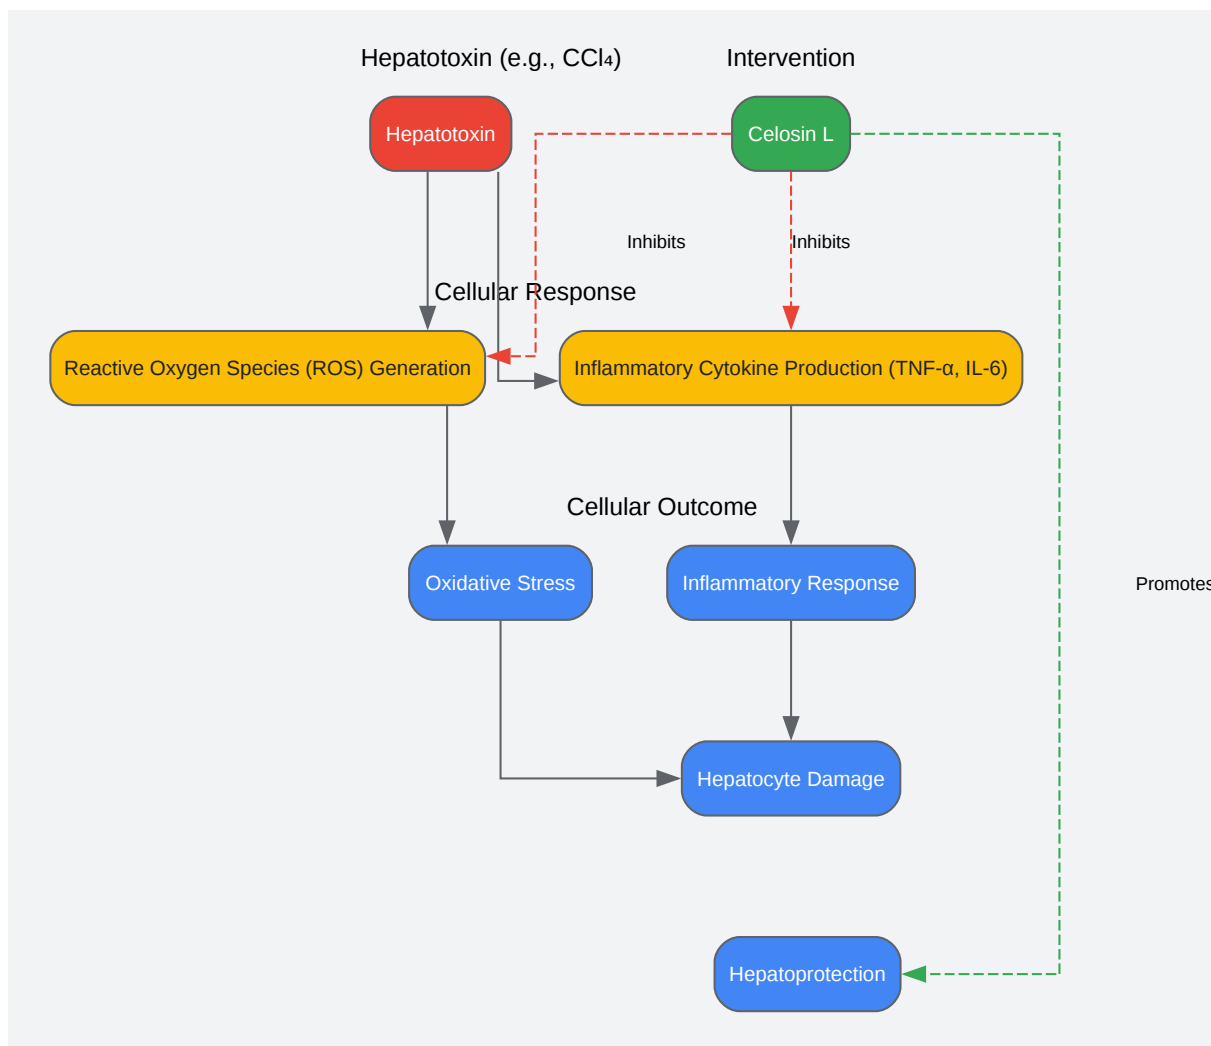 Hepatotoxin (e.g., CCl₄)
Intervention
Hepatotoxin
Celosin L
Inhibits
Inhibits
Cellular Response
Reactive Oxygen Species (ROS) Generation
Inflammatory Cytokine Production (TNF-α, IL-6)
Cellular Outcome
Oxidative Stress
Inflammatory Response
Promotes
Hepatocyte Damage
Hepatoprotection